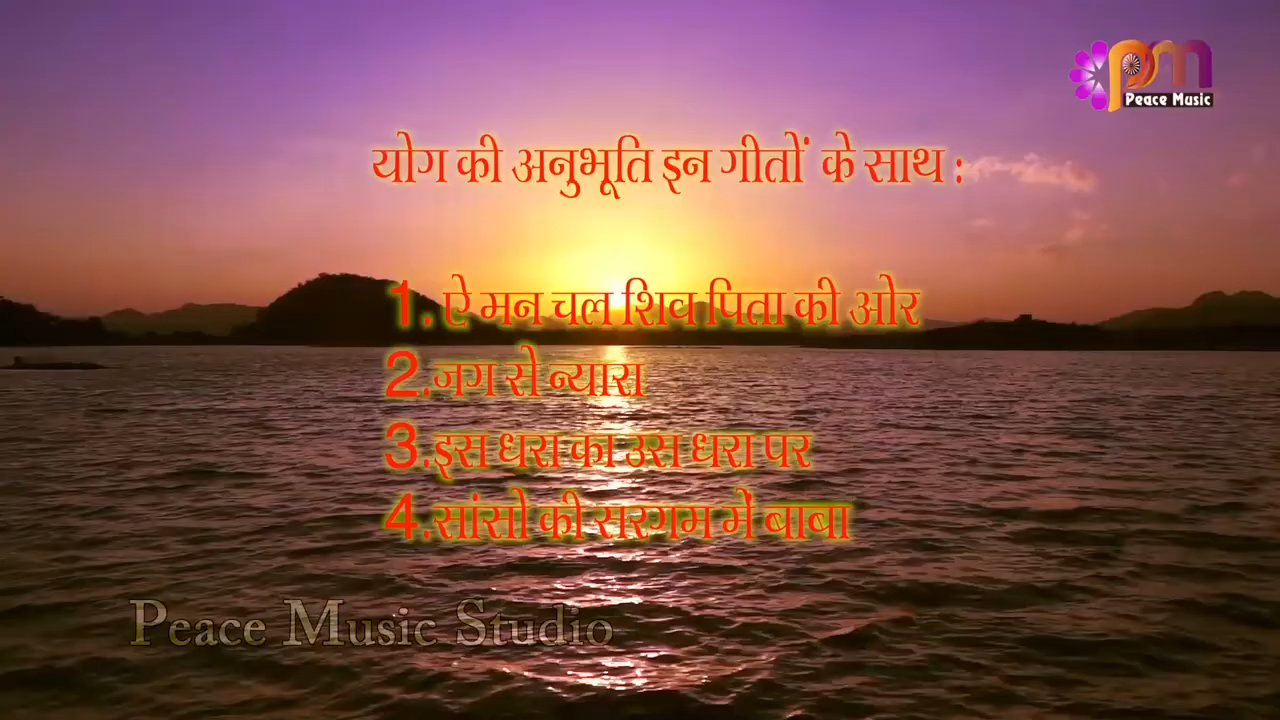 pm
Peace Music
योग की अनुभूति इन गीतों के साथ :
1. ऐ मन चल शिव पिता की ओर
2.जग से न्यारा
3.इस धरा का उस धरा पर
4.सांसो की सरगम में बाबा
Peace Music Studio